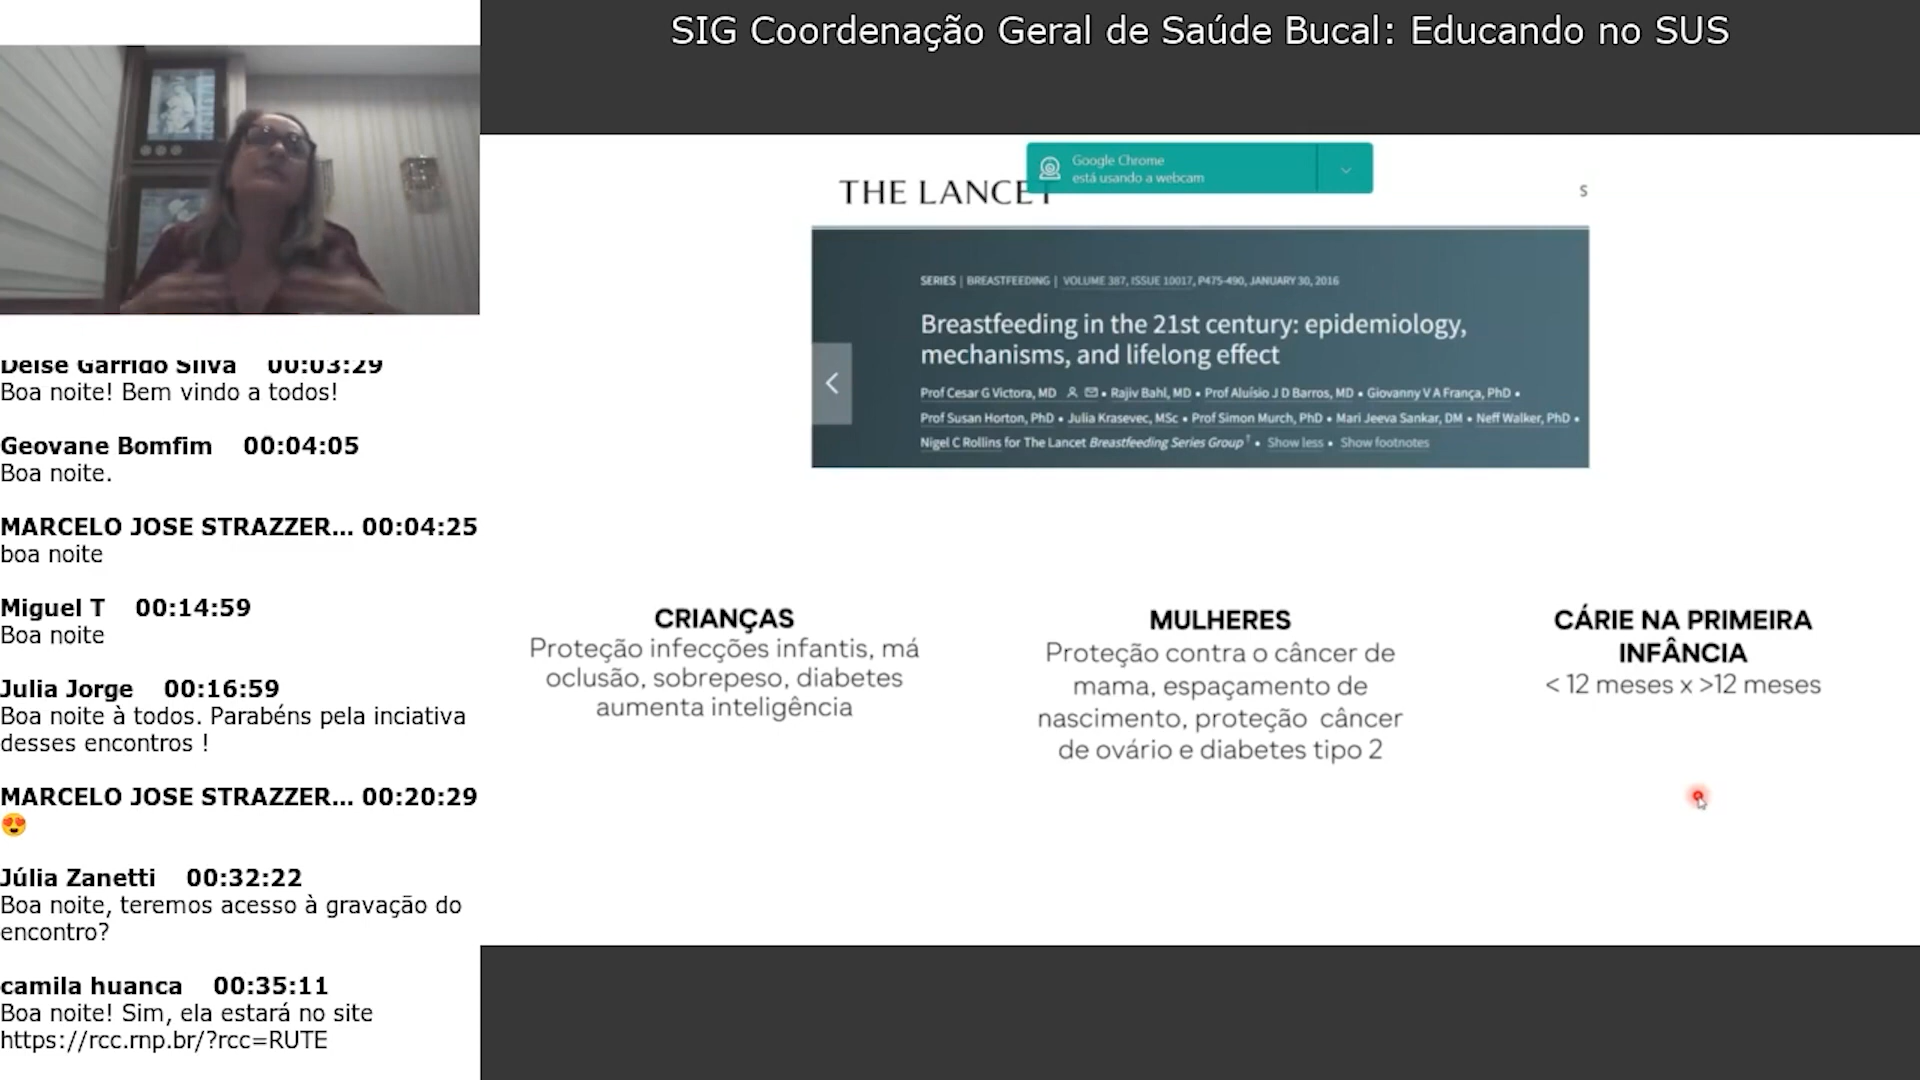 SIG Coordenação Geral de Saúde Bucal: Educando no SUS
Deise Garrido Silva 00:03:29
Boa noite! Bem vindo a todos!
Geovane Bomfim 00:04:05
Boa noite.
MARCELO JOSE STRAZZER... 00:04:25
boa noite
Miguel T 00:14:59
Boa noite
Julia Jorge 00:16:59
Boa noite à todos. Parabéns pela inciativa
desses encontros !
MARCELO JOSE STRAZZER... 00:20:29
😍
Júlia Zanetti 00:32:22
Boa noite, teremos acesso à gravação do
encontro?
camila huanca 00:35:11
Boa noite! Sim, ela estará no site
https://rcc.rnp.br/?rcc=RUTE
Google Chrome
está usando a webcam
THE LANCET
S
SERIES | BREASTFEEDING | VOLUME 387, ISSUE 10017, P475-490, JANUARY 30, 2016
Breastfeeding in the 21st century: epidemiology,
mechanisms, and lifelong effect
Prof Cesar G Victora, MD • Rajiv Bahl, MD • Prof Aluísio J D Barros, MD • Giovanny V A França, PhD •
Prof Susan Horton, PhD • Julia Krasevec, MSc • Prof Simon Murch, PhD • Mari Jeeva Sankar, DM • Neff Walker, PhD •
Nigel C Rollins for The Lancet Breastfeeding Series Group † • Show less • Show footnotes
CRIANÇAS
Proteção infecções infantis, má
oclusão, sobrepeso, diabetes
aumenta inteligência
MULHERES
Proteção contra o câncer de
mama, espaçamento de
nascimento, proteção câncer
de ovário e diabetes tipo 2
CÁRIE NA PRIMEIRA
INFÂNCIA
< 12 meses x >12 meses